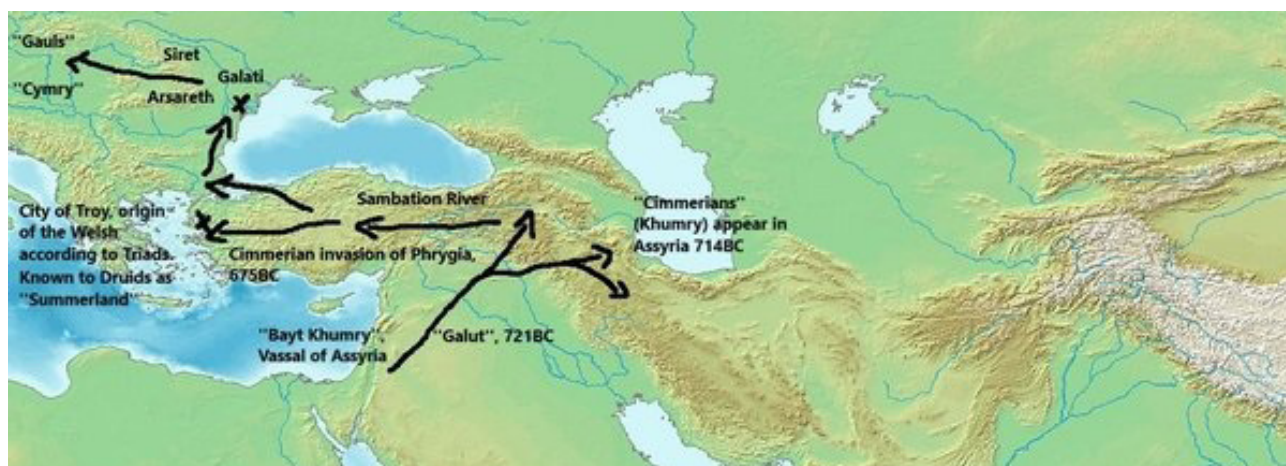 "Gauls"
Siret
Galati
"Cymry"
Arsareth
Sambation River
City of Troy, origin
of the Welsh
according to Triads.
Known to Druids as
"Summerland"
Cimmerian invasion of Phrygia,
675BC
"Cimmerians"
(Khumry) appear in
Assyria 714BC
"Bayt Khumry",
Vassal of Assyria
"Galut", 721BC